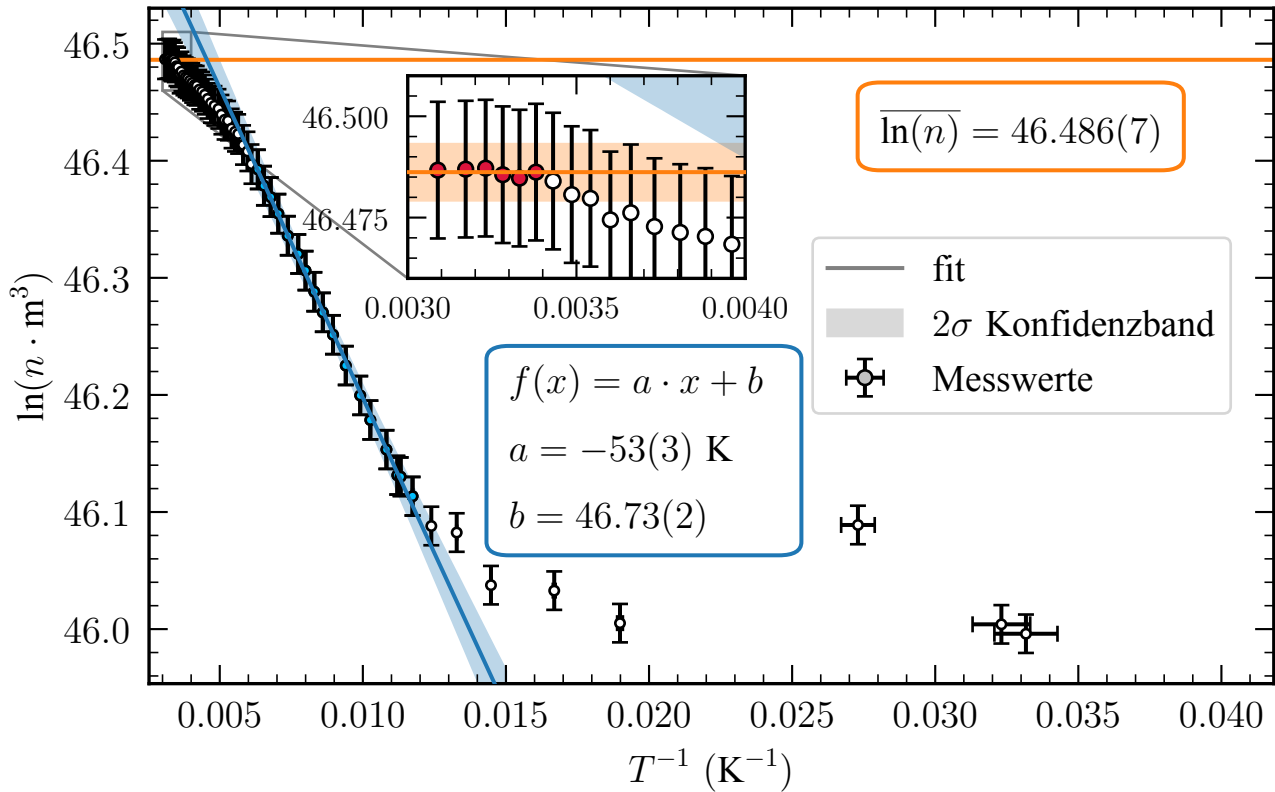 ln(n · m³)
46.5
46.4
46.3
46.2
46.1
46.0
46.500
46.475
0.0030
0.0035
0.0040
ln(n) = 46.486(7)
fit
2σ Konfidenzband
Messwerte
f(x) = a · x + b
a = −53(3) K
b = 46.73(2)
0.005
0.010
0.015
0.020
0.025
0.030
0.035
0.040
T⁻¹ (K⁻¹)